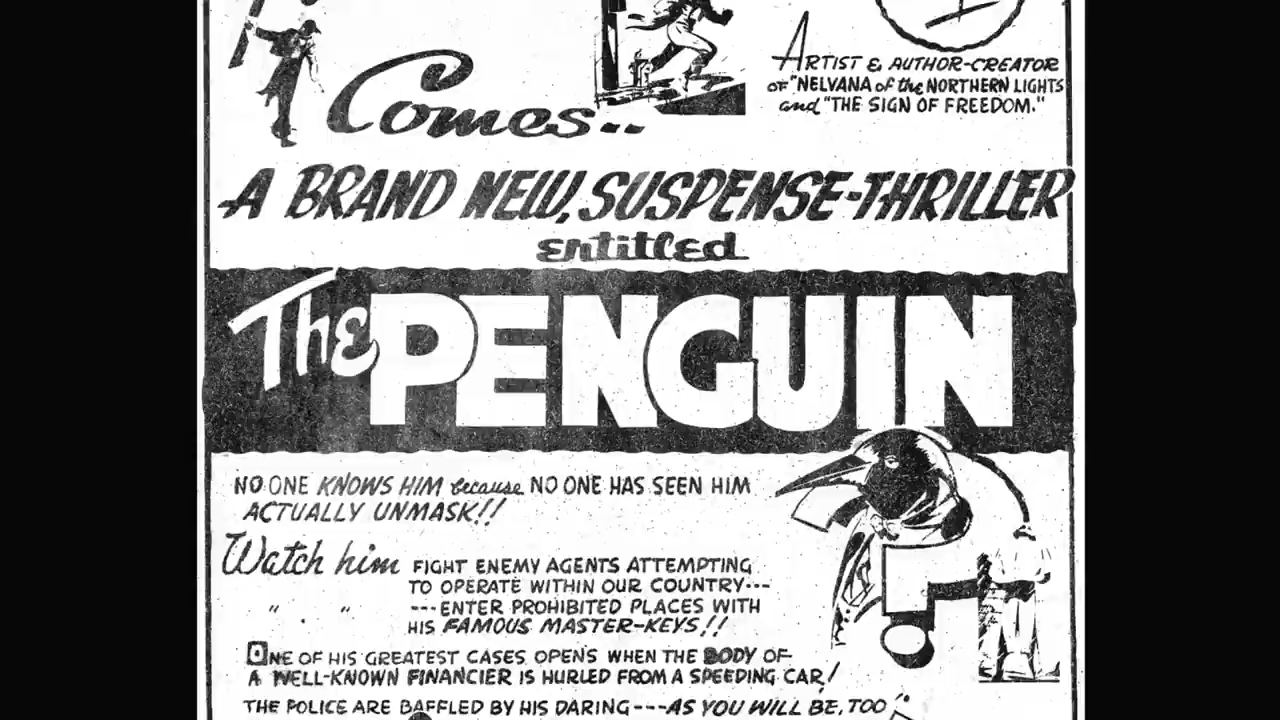 Comes..
ARTIST & AUTHOR-CREATOR
OF "NELVANA of the NORTHERN LIGHTS
and "THE SIGN OF FREEDOM."
A BRAND NEW, SUSPENSE-THRILLER
entitled
The PENGUIN
NO ONE KNOWS HIM because NO ONE HAS SEEN HIM
ACTUALLY UNMASK!!
Watch him FIGHT ENEMY AGENTS ATTEMPTING
TO OPERATE WITHIN OUR COUNTRY---
" " ---ENTER PROHIBITED PLACES WITH
HIS FAMOUS MASTER-KEYS!!
ONE OF HIS GREATEST CASES OPENS WHEN THE BODY OF
A WELL-KNOWN FINANCIER IS HURLED FROM A SPEEDING CAR!
THE POLICE ARE BAFFLED BY HIS DARING---AS YOU WILL BE, TOO